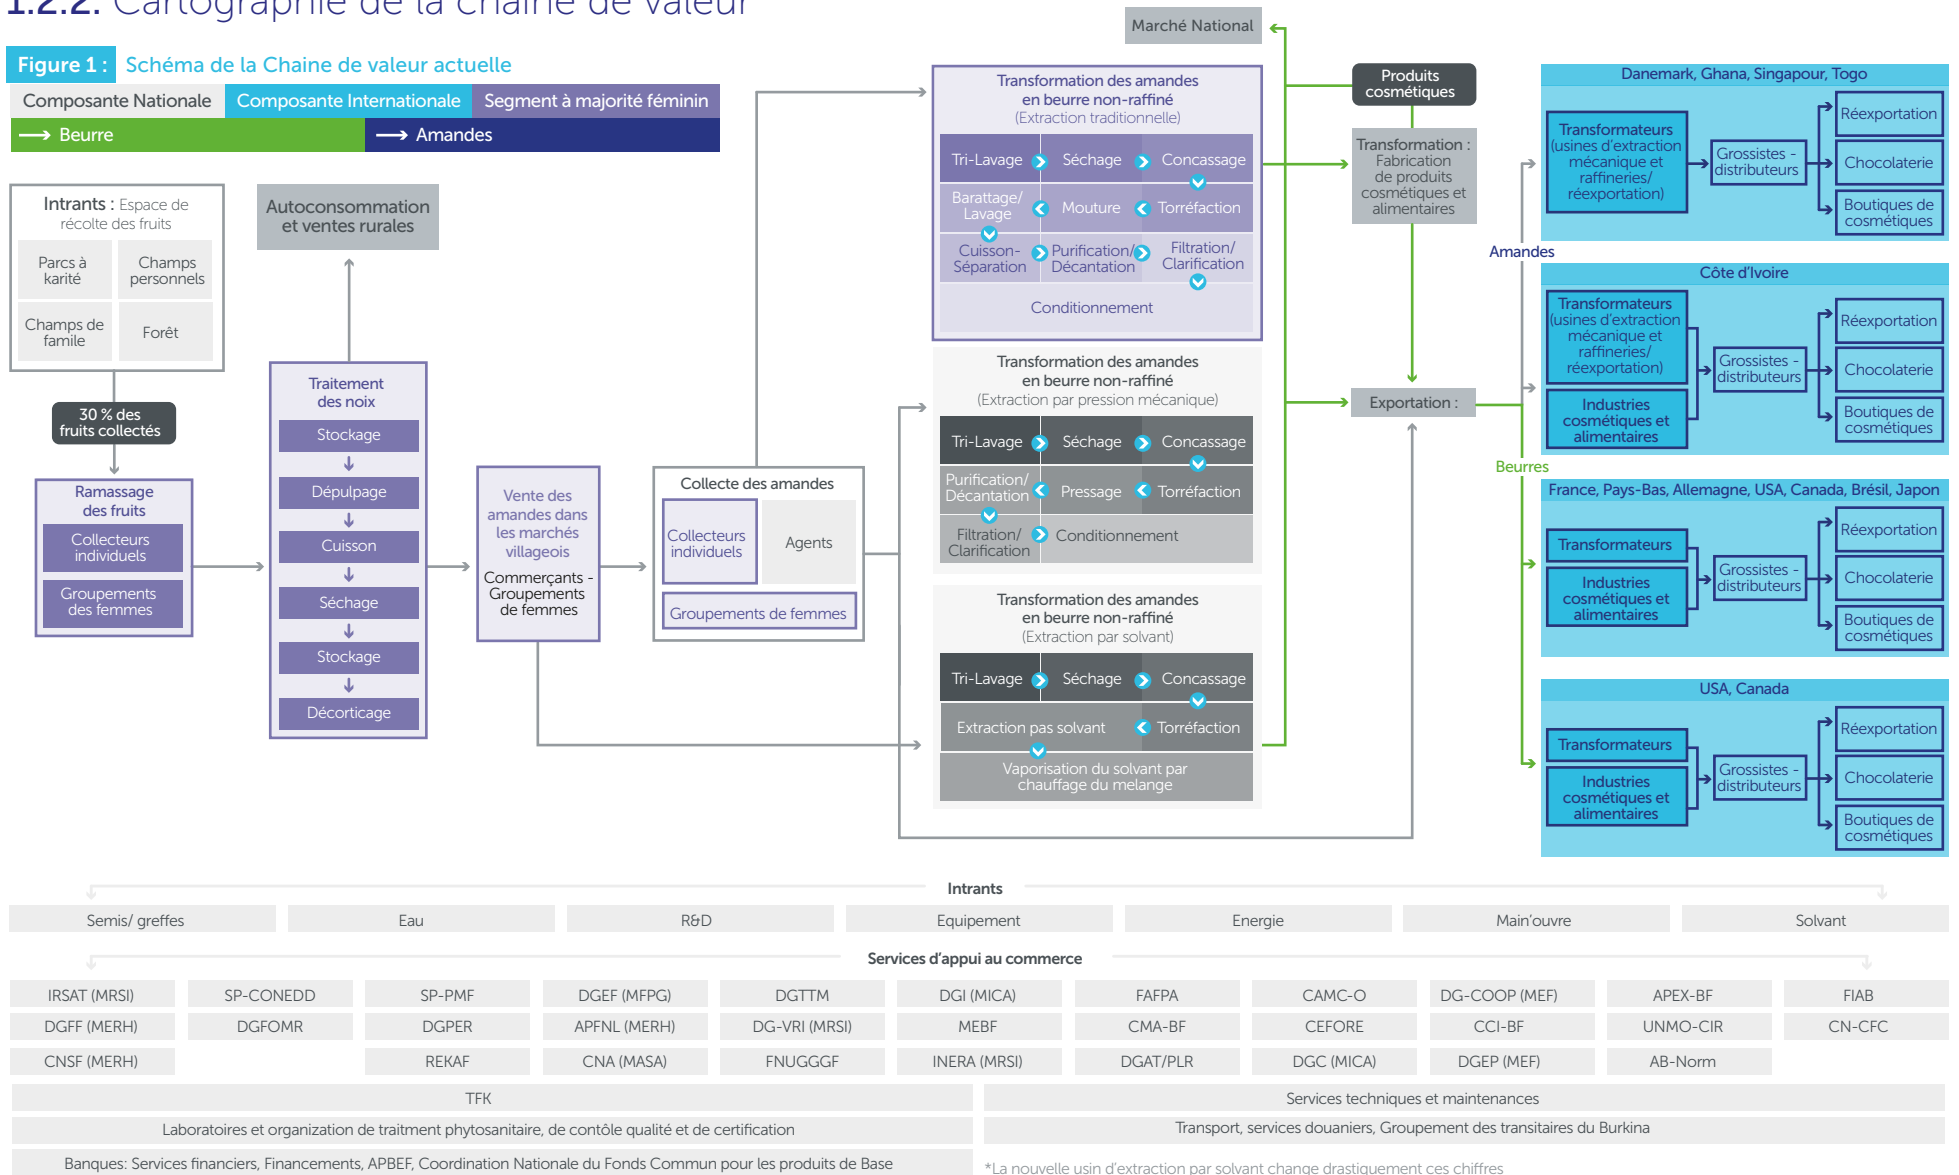 1.2.2. Cartographie de la chaîne de valeur
Figure 1 : Schéma de la Chaine de valeur actuelle
Composante Nationale
Composante Internationale
Segment à majorité féminin
Beurre
Amandes
Intrants : Espace de
récolte des fruits
Parcs à
karité
Champs
personnels
Champs de
famile
Forêt
30 % des
fruits collectés
Ramassage
des fruits
Collecteurs
individuels
Groupements
des femmes
Autoconsommation
et ventes rurales
Traitement
des noix
Stockage
Dépulpage
Cuisson
Séchage
Stockage
Décorticage
Vente des
amandes dans
les marchés
villageois
Commerçants -
Groupements
de femmes
Collecte des amandes
Collecteurs
individuels
Agents
Groupements de femmes
Transformation des amandes
en beurre non-raffiné
(Extraction traditionnelle)
Tri-Lavage
Séchage
Concassage
Barattage/
Lavage
Mouture
Torréfaction
Cuisson-
Séparation
Purification/
Décantation
Filtration/
Clarification
Conditionnement
Transformation des amandes
en beurre non-raffiné
(Extraction par pression mécanique)
Tri-Lavage
Séchage
Concassage
Purification/
Décantation
Pressage
Torréfaction
Filtration/
Clarification
Conditionnement
Transformation des amandes
en beurre non-raffiné
(Extraction par solvant)
Tri-Lavage
Séchage
Concassage
Extraction pas solvant
Torréfaction
Vaporisation du solvant par
chauffage du melange
Marché National
Produits
cosmétiques
Transformation :
Fabrication
de produits
cosmétiques et
alimentaires
Exportation :
Amandes
Beurres
Danemark, Ghana, Singapour, Togo
Transformateurs
(usines d'extraction
mécanique et
raffineries/
réexportation)
Grossistes -
distributeurs
Réexportation
Chocolaterie
Boutiques de
cosmétiques
Côte d'Ivoire
Transformateurs
(usines d'extraction
mécanique et
raffineries/
réexportation)
Industries
cosmétiques et
alimentaires
Grossistes -
distributeurs
Réexportation
Chocolaterie
Boutiques de
cosmétiques
France, Pays-Bas, Allemagne, USA, Canada, Brésil, Japon
Transformateurs
Industries
cosmétiques et
alimentaires
Grossistes -
distributeurs
Réexportation
Chocolaterie
Boutiques de
cosmétiques
USA, Canada
Transformateurs
Industries
cosmétiques et
alimentaires
Grossistes -
distributeurs
Réexportation
Chocolaterie
Boutiques de
cosmétiques
Intrants
Semis/ greffes
Eau
R&D
Equipement
Energie
Main'ouvre
Solvant
Services d'appui au commerce
IRSAT (MRSI)
SP-CONEDD
SP-PMF
DGEF (MFPG)
DGTTM
DGI (MICA)
FAFPA
CAMC-O
DG-COOP (MEF)
APEX-BF
FIAB
DGFF (MERH)
DGFOMR
DGPER
APFNL (MERH)
DG-VRI (MRSI)
MEBF
CMA-BF
CEFORE
CCI-BF
UNMO-CIR
CN-CFC
CNSF (MERH)
REKAF
CNA (MASA)
FNUGGGF
INERA (MRSI)
DGAT/PLR
DGC (MICA)
DGEP (MEF)
AB-Norm
TFK
Services techniques et maintenances
Laboratoires et organization de traitment phytosanitaire, de contôle qualité et de certification
Transport, services douaniers, Groupement des transitaires du Burkina
Banques: Services financiers, Financements, APBEF, Coordination Nationale du Fonds Commun pour les produits de Base
*La nouvelle usin d'extraction par solvant change drastiquement ces chiffres